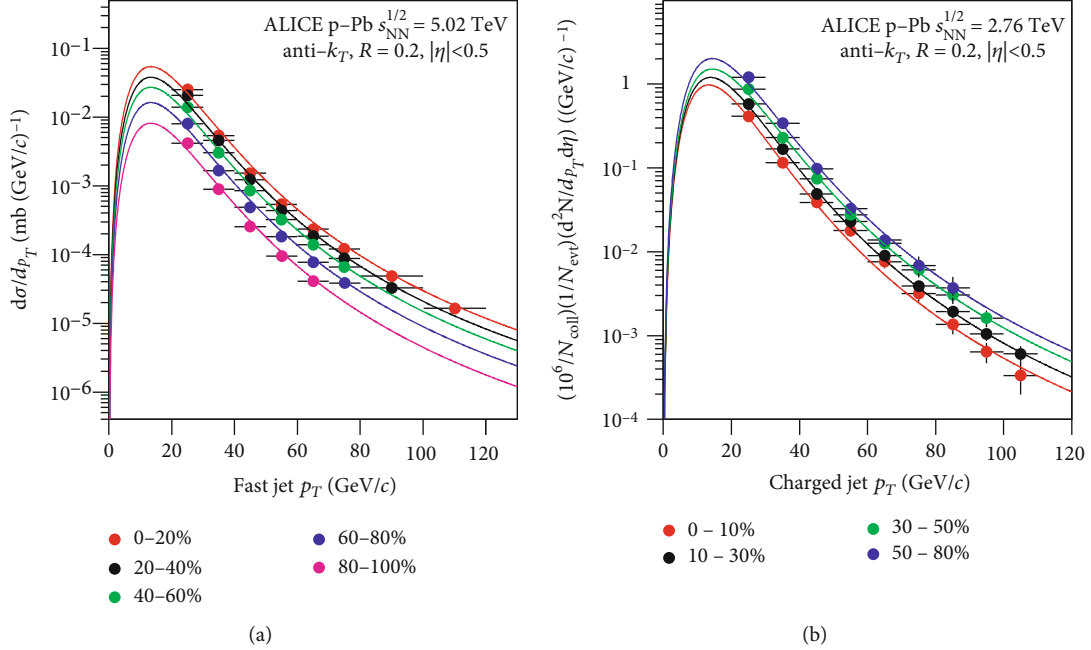 ALICE p–Pb s_NN^1/2 = 5.02 TeV
anti–k_T, R = 0.2, |η|<0.5
dσ/d_{p_T} (mb (GeV/c)−1)
10−1
10−2
10−3
10−4
10−5
10−6
0 20 40 60 80 100 120
Fast jet p_T (GeV/c)
0–20%
20–40%
40–60%
60–80%
80–100%
(a)
ALICE p–Pb s_NN^1/2 = 2.76 TeV
anti–k_T, R = 0.2, |η|<0.5
(10^6/N_coll)(1/N_evt)(d^2N/d_{p_T}dη) ((GeV/c)−1)
1
10−1
10−2
10−3
10−4
0 20 40 60 80 100 120
Charged jet p_T (GeV/c)
0 – 10%
10 – 30%
30 – 50%
50 – 80%
(b)